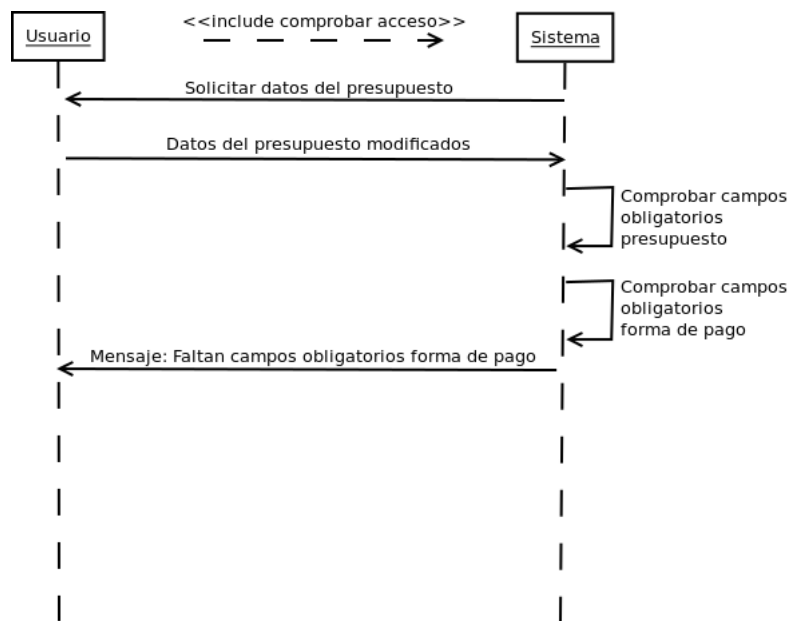 <<include comprobar acceso>>
Usuario
Sistema
Solicitar datos del presupuesto
Datos del presupuesto modificados
Comprobar campos
obligatorios
presupuesto
Comprobar campos
obligatorios
forma de pago
Mensaje: Faltan campos obligatorios forma de pago